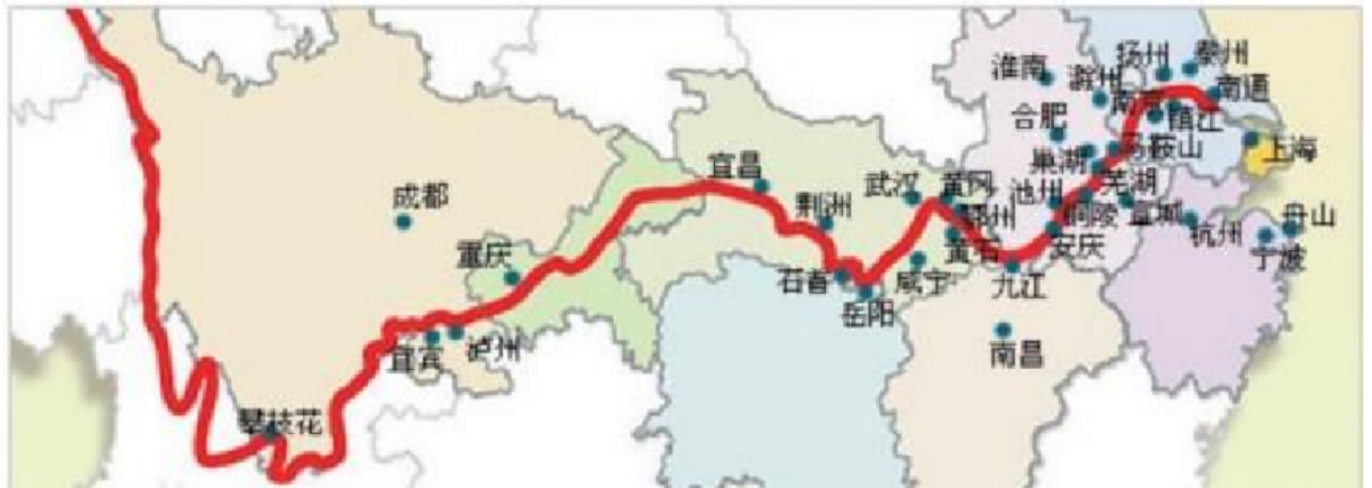 扬州
泰州
淮南
滁州
南通
镇江
合肥
巢湖
马鞍山
上海
宜昌
武汉
黄冈
池州
芜湖
成都
荆洲
鄂州
铜陵
宣城
杭州
舟山
重庆
黄石
安庆
宁波
石首
岳阳
咸宁
九江
宜宾
泸州
南昌
攀枝花